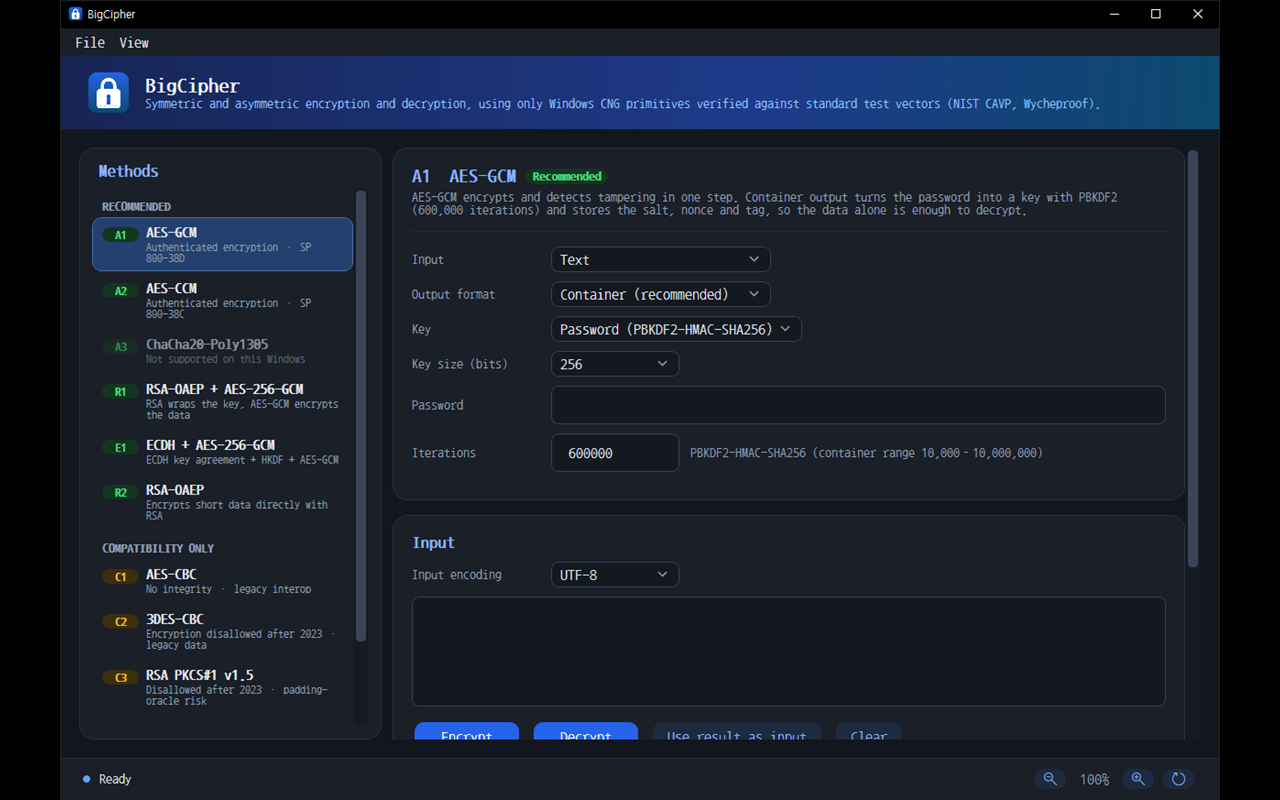 BigCipher
File View
BigCipher
Symmetric and asymmetric encryption and decryption, using only Windows CNG primitives verified against standard test vectors (NIST CAVP, Wycheproof).
Methods
RECOMMENDED
A1 AES-GCM
Authenticated encryption · SP
800-38D
A2 AES-CCM
Authenticated encryption · SP
800-38C
A3 ChaCha20-Poly1305
Not supported on this Windows
R1 RSA-OAEP + AES-256-GCM
RSA wraps the key, AES-GCM encrypts
the data
E1 ECDH + AES-256-GCM
ECDH key agreement + HKDF + AES-GCM
R2 RSA-OAEP
Encrypts short data directly with
RSA
COMPATIBILITY ONLY
C1 AES-CBC
No integrity · legacy interop
C2 3DES-CBC
Encryption disallowed after 2023 ·
legacy data
C3 RSA PKCS#1 v1.5
Disallowed after 2023 · padding-
oracle risk
A1 AES-GCM Recommended
AES-GCM encrypts and detects tampering in one step. Container output turns the password into a key with PBKDF2
(600,000 iterations) and stores the salt, nonce and tag, so the data alone is enough to decrypt.
Input Text
Output format Container (recommended)
Key Password (PBKDF2-HMAC-SHA256)
Key size (bits) 256
Password
Iterations 600000 PBKDF2-HMAC-SHA256 (container range 10,000 - 10,000,000)
Input
Input encoding UTF-8
Encrypt Decrypt Use result as input Clear
Ready 100%